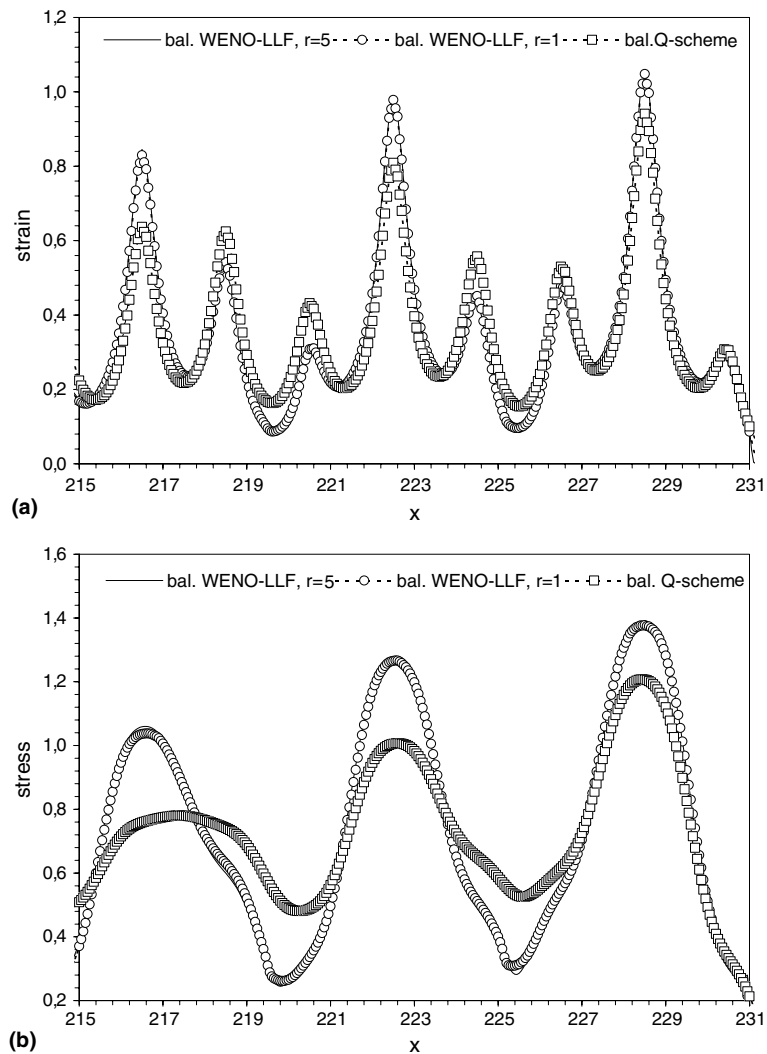 1,2
bal. WENO-LLF, r=5 bal. WENO-LLF, r=1 bal.Q-scheme
1,0
0,8
strain
0,6
0,4
0,2
0,0
215 217 219 221 223 225 227 229 231
(a)
x
1,6
bal. WENO-LLF, r=5 bal. WENO-LLF, r=1 bal. Q-scheme
1,4
1,2
1,0
stress
0,8
0,6
0,4
0,2
215 217 219 221 223 225 227 229 231
(b)
x